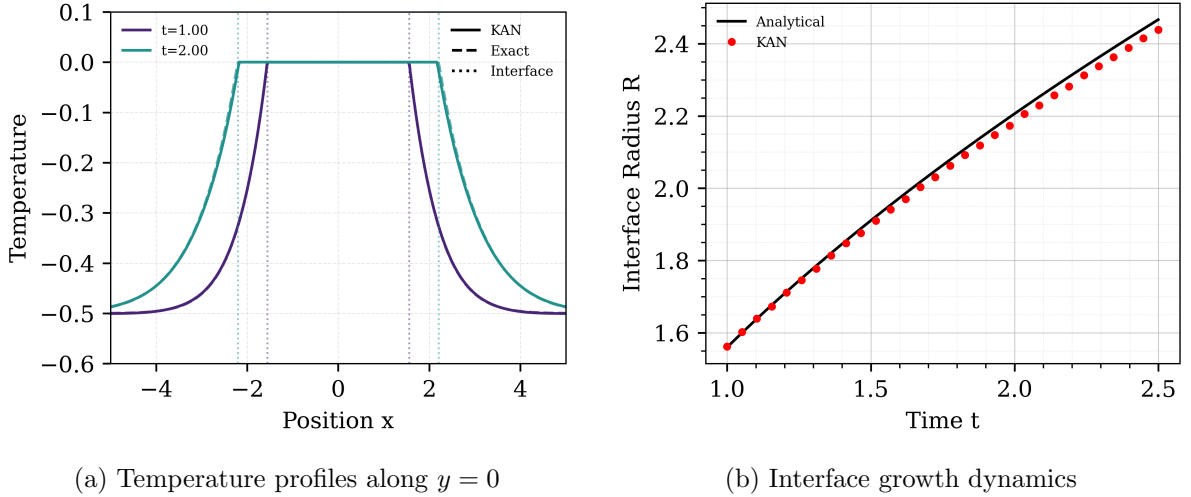 t=1.00
t=2.00
KAN
Exact
Interface
0.1
0.0
−0.1
−0.2
−0.3
−0.4
−0.5
−0.6
Temperature
−4
−2
0
2
4
Position x
(a) Temperature profiles along y = 0
Analytical
KAN
2.4
2.2
2.0
1.8
1.6
Interface Radius R
1.0
1.5
2.0
2.5
Time t
(b) Interface growth dynamics